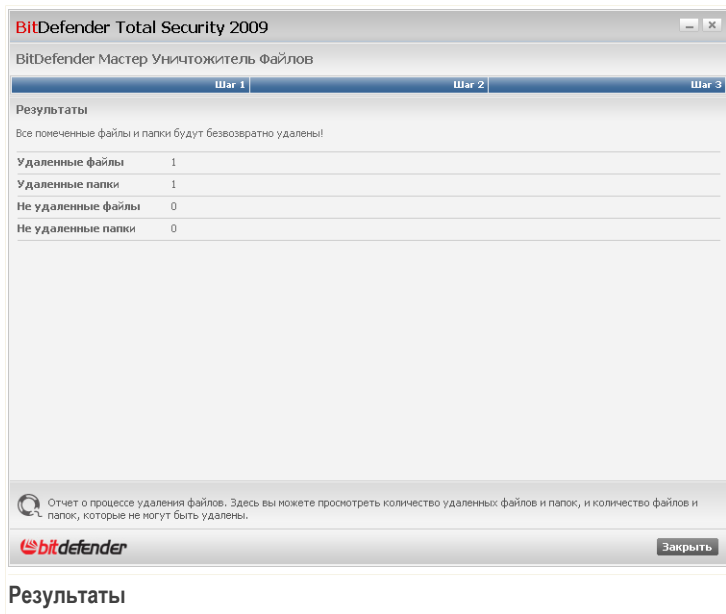 BitDefender Total Security 2009
BitDefender Мастер Уничтожитель Файлов
Шаг 1 Шаг 2 Шаг 3
Результаты
Все помеченные файлы и папки будут безвозвратно удалены!
Удаленные файлы 1
Удаленные папки 1
Не удаленные файлы 0
Не удаленные папки 0
Отчет о процессе удаления файлов. Здесь вы можете просмотреть количество удаленных файлов и папок, и количество файлов и
папок, которые не могут быть удалены.
bitdefender
Закрыть
Результаты